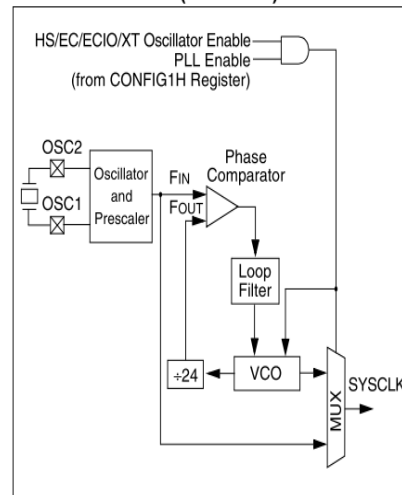 HS/EC/ECIO/XT Oscillator Enable
PLL Enable
(from CONFIG1H Register)
OSC2
OSC1
Oscillator
and
Prescaler
FIN
FOUT
Phase
Comparator
Loop
Filter
÷24
VCO
MUX
SYSCLK